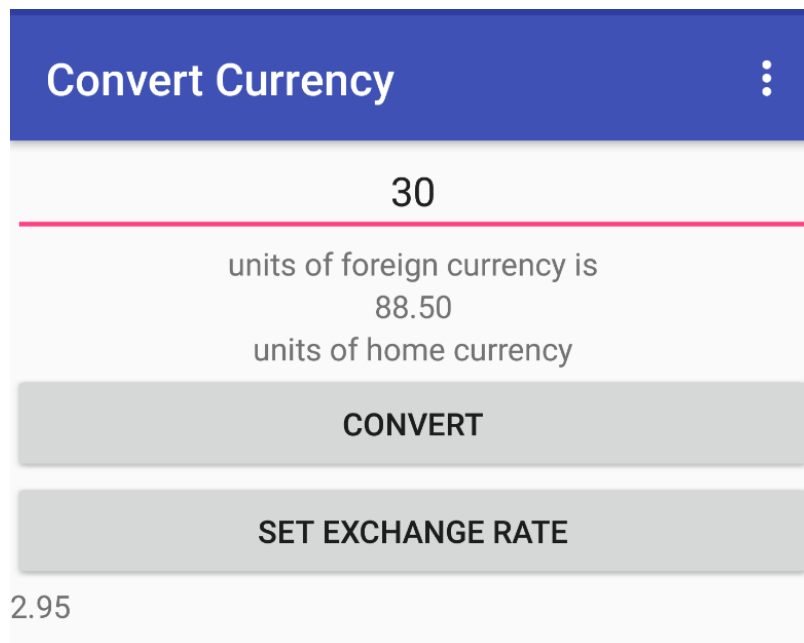 Convert Currency
30
units of foreign currency is
88.50
units of home currency
CONVERT
SET EXCHANGE RATE
2.95